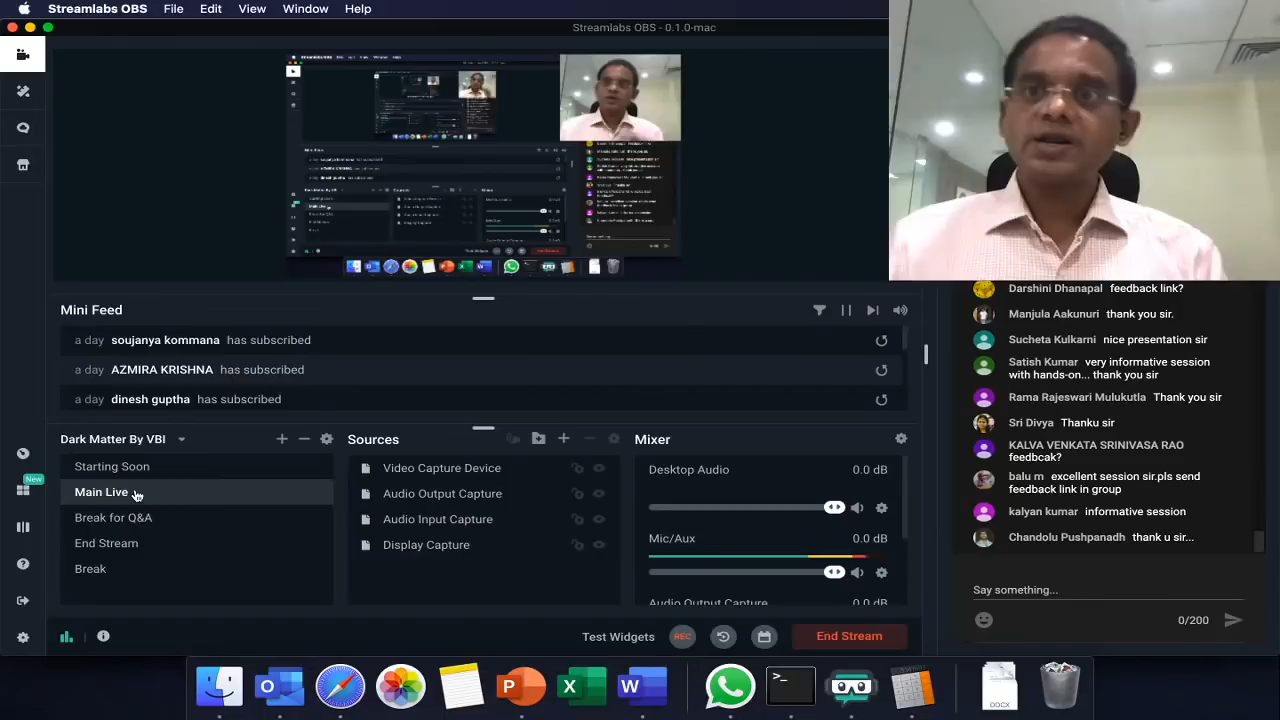 Streamlabs OBS File Edit View Window Help
Streamlabs OBS - 0.1.0-mac
Mini Feed
a day soujanya kommana has subscribed
a day AZMIRA KRISHNA has subscribed
a day dinesh guptha has subscribed
Dark Matter By VBI
Starting Soon
Main Live
Break for Q&A
End Stream
Break
Sources
Video Capture Device
Audio Output Capture
Audio Input Capture
Display Capture
Mixer
Desktop Audio 0.0 dB
Mic/Aux 0.0 dB
Audio Output Capture 0.0 dB
New
Test Widgets REC End Stream
Darshini Dhanapal feedback link?
Manjula Aakunuri thank you sir.
Sucheta Kulkarni nice presentation sir
Satish Kumar very informative session
with hands-on... thank you sir
Rama Rajeswari Mulukutla Thank you sir
Sri Divya Thanku sir
KALVA VENKATA SRINIVASA RAO
feedbcak?
balu m excellent session sir.pls send
feedback link in group
kalyan kumar informative session
Chandolu Pushpanadh thank u sir...
Say something...
0/200
DOCX